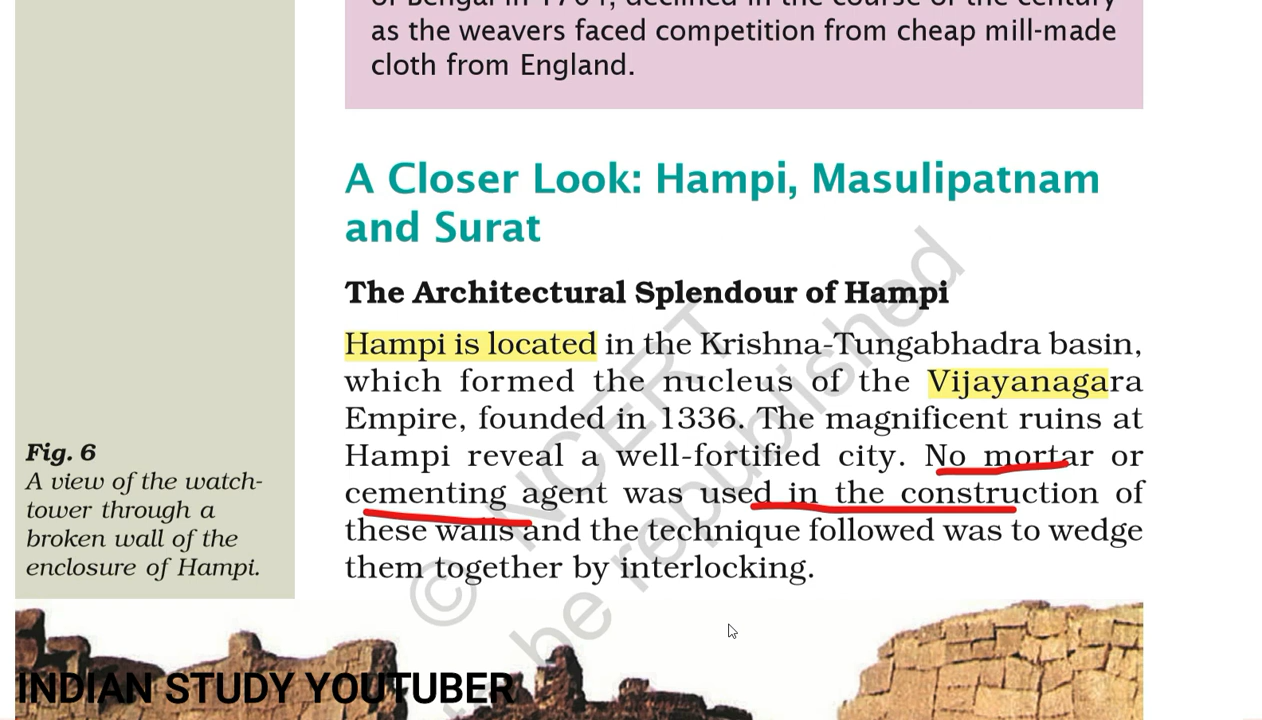 as the weavers faced competition from cheap mill-made
cloth from England.
A Closer Look: Hampi, Masulipatnam
and Surat
The Architectural Splendour of Hampi
Hampi is located in the Krishna-Tungabhadra basin,
which formed the nucleus of the Vijayanagara
Empire, founded in 1336. The magnificent ruins at
Hampi reveal a well-fortified city. No mortar or
cementing agent was used in the construction of
these walls and the technique followed was to wedge
them together by interlocking.
Fig. 6
A view of the watch-
tower through a
broken wall of the
enclosure of Hampi.
© NCERT
be republished
INDIAN STUDY YOUTUBER